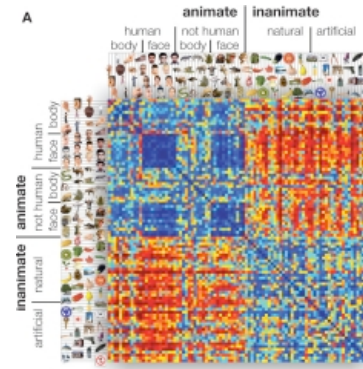 A
animate inanimate
human not human natural artificial
body face body face
animate
human
body
face
not human
body
face
inanimate
natural
artificial